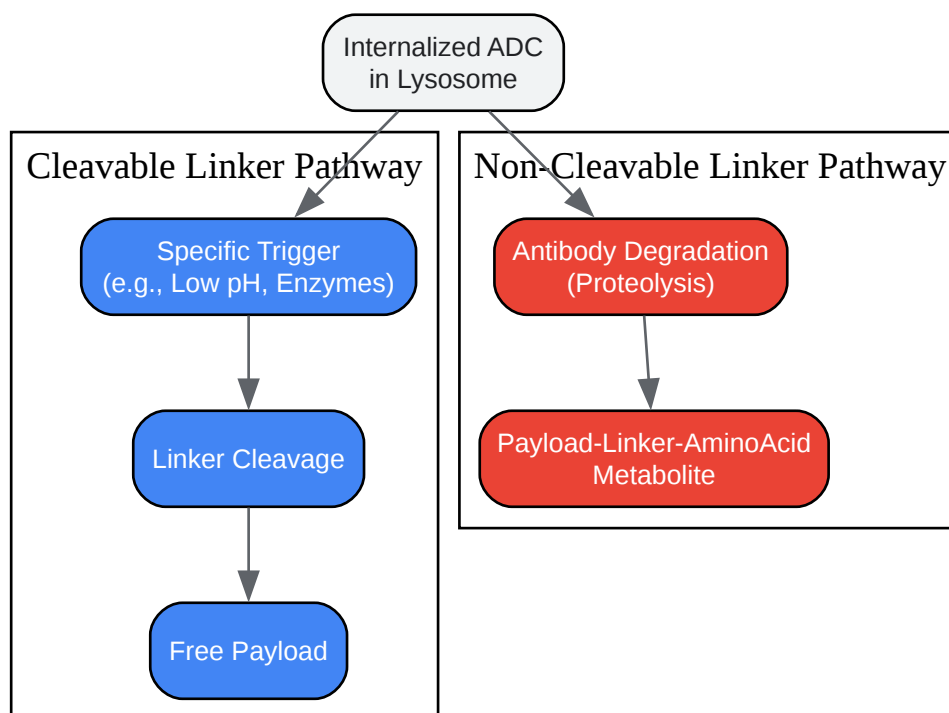 Internalized ADC
in Lysosome
Cleavable Linker Pathway
Specific Trigger
(e.g., Low pH, Enzymes)
Linker Cleavage
Free Payload
Non-Cleavable Linker Pathway
Antibody Degradation
(Proteolysis)
Payload-Linker-AminoAcid
Metabolite